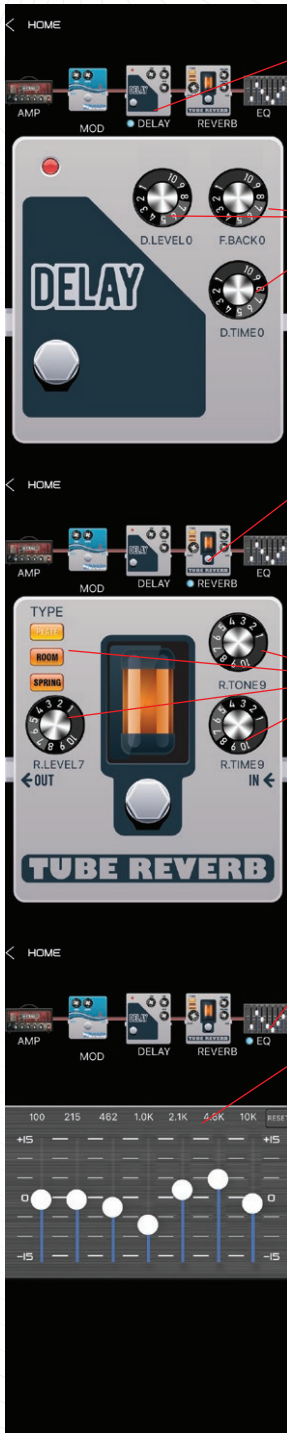 HOME
AMP MOD DELAY REVERB EQ
D.LEVEL0 F.BACK0
DELAY
D.TIME0
HOME
AMP MOD DELAY REVERB EQ
TYPE
PLATE
ROOM
SPRING
R.TONE9
R.LEVEL7 R.TIME9
OUT IN
TUBE REVERB
HOME
AMP MOD DELAY REVERB EQ
100 215 462 1.0K 2.1K 4.8K 10K RESET
+15 +15
0 0
-15 -15